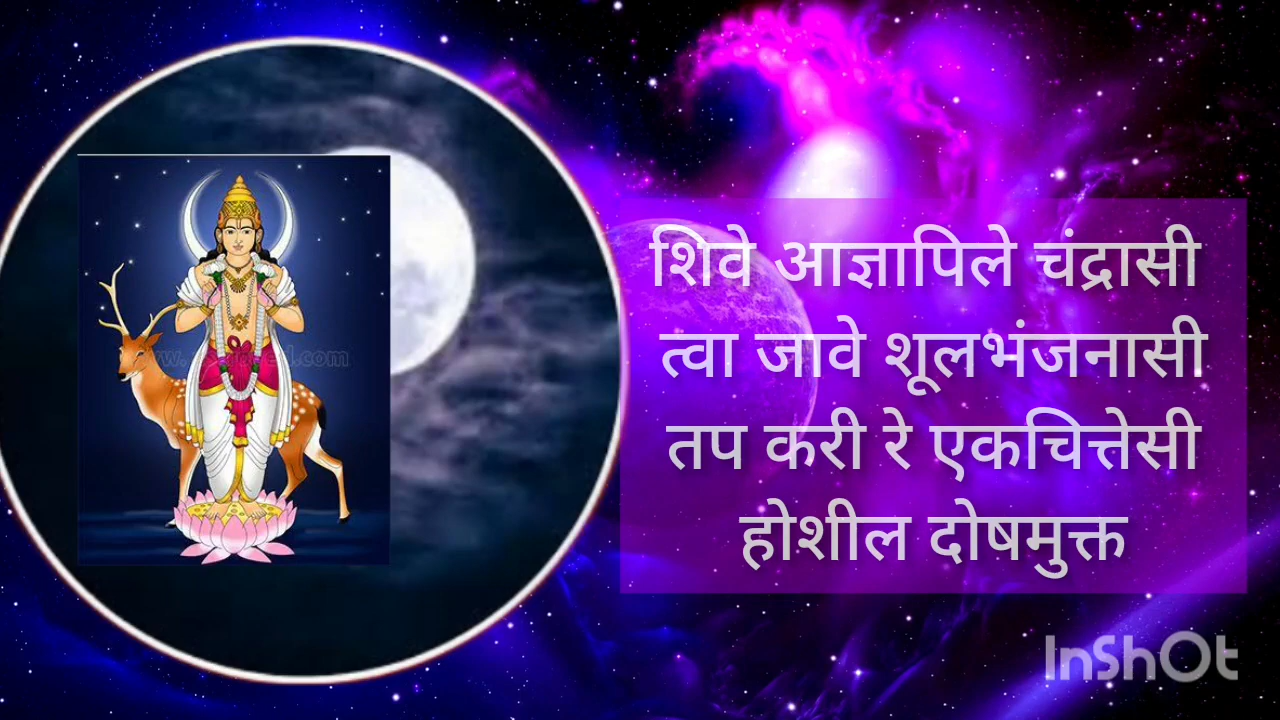 शिवे आज्ञापिले चंद्रासी
त्वा जावे शूलभंजनासी
तप करी रे एकचित्तेसी
होशील दोषमुक्त
InShOt